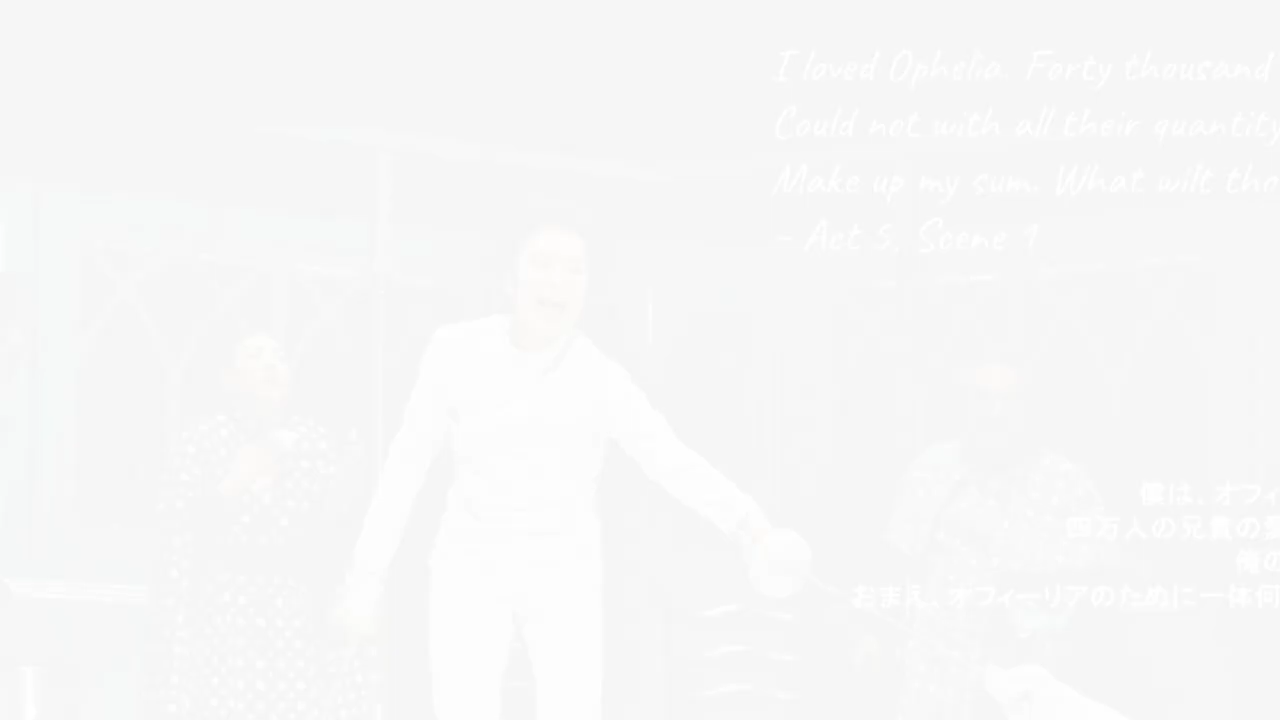 I loved Ophelia. Forty thousand
Could not with all their quantity
Make up my sum. What wilt tho
- Act 5, Scene 1
僕は、オフィ
四万人の兄貴の愛
俺の
おまえ、オフィーリアのために一体何